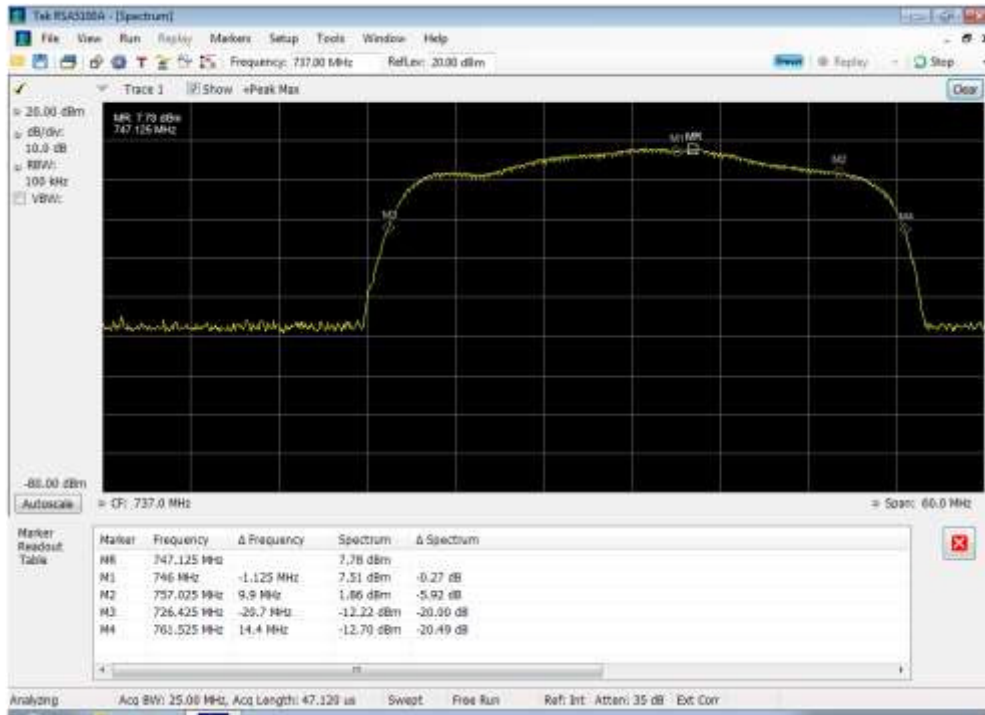 Tek RSA5100A - [Spectrum]
File View Run Replay Markers Setup Tools Window Help
Frequency: 737.00 MHz RefLev: 20.00 dBm Preset Replay Stop
Trace 1 Show +Peak Max Clear
20.00 dBm
dB/div:
10.0 dB
RBW:
100 kHz
VBW:
MR: 7.78 dBm
747.125 MHz
M1 MR
M2
M3
M4
-80.00 dBm
Autoscale CF: 737.0 MHz Span: 60.0 MHz
Marker Readout Table
Marker Frequency Δ Frequency Spectrum Δ Spectrum
MR 747.125 MHz 7.78 dBm
M1 746 MHz -1.125 MHz 7.51 dBm -0.27 dB
M2 757.025 MHz 9.9 MHz 1.86 dBm -5.92 dB
M3 726.425 MHz -20.7 MHz -12.22 dBm -20.00 dB
M4 761.525 MHz 14.4 MHz -12.70 dBm -20.49 dB
Analyzing Acq BW: 25.00 MHz, Acq Length: 47.120 us Swept Free Run Ref: Int Atten: 35 dB Ext Corr